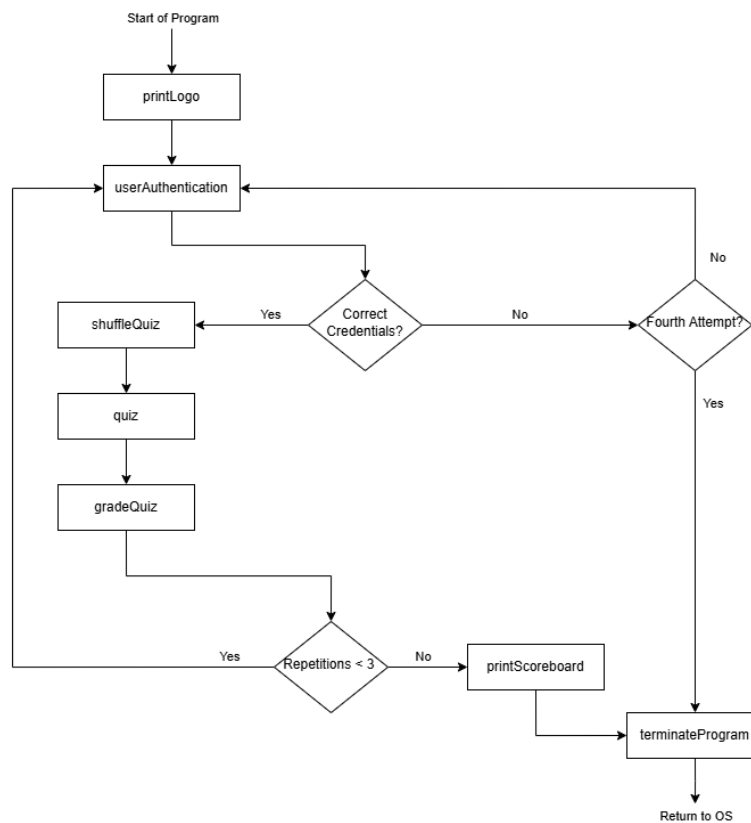 Start of Program
printLogo
userAuthentication
No
shuffleQuiz
Yes
Correct
Credentials?
No
Fourth Attempt?
Yes
quiz
gradeQuiz
Yes
Repetitions < 3
No
printScoreboard
terminateProgram
Return to OS